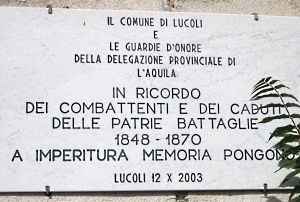 IL COMUNE DI LUCOLI
E
LE GUARDIE D'ONORE
DELLA DELEGAZIONE PROVINCIALE DI
L'AQUILA
IN RICORDO
DEI COMBATTENTI E DEI CADUTI
DELLE PATRIE BATTAGLIE
1848 - 1870
A IMPERITURA MEMORIA PONGONO
LUCOLI 12 X 2003